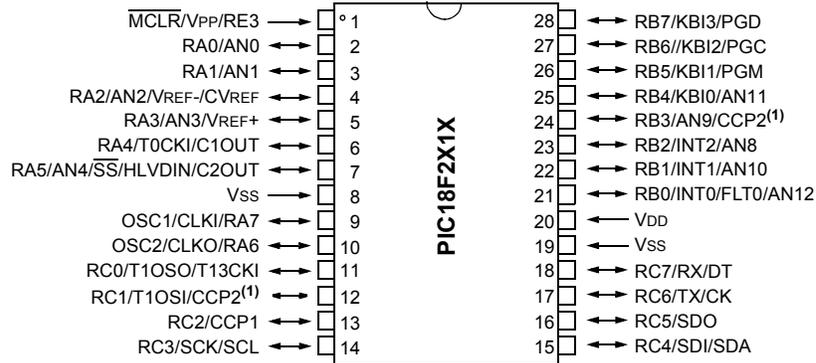 MCLR/VPP/RE3 1 28 RB7/KBI3/PGD
RA0/AN0 2 27 RB6//KBI2/PGC
RA1/AN1 3 26 RB5/KBI1/PGM
RA2/AN2/VREF-/CVREF 4 25 RB4/KBI0/AN11
RA3/AN3/VREF+ 5 24 RB3/AN9/CCP2(1)
RA4/T0CKI/C1OUT 6 23 RB2/INT2/AN8
RA5/AN4/SS/HLVDIN/C2OUT 7 22 RB1/INT1/AN10
VSS 8 21 RB0/INT0/FLT0/AN12
OSC1/CLKI/RA7 9 20 VDD
OSC2/CLKO/RA6 10 19 VSS
RC0/T1OSO/T13CKI 11 18 RC7/RX/DT
RC1/T1OSI/CCP2(1) 12 17 RC6/TX/CK
RC2/CCP1 13 16 RC5/SDO
RC3/SCK/SCL 14 15 RC4/SDI/SDA
PIC18F2X1X